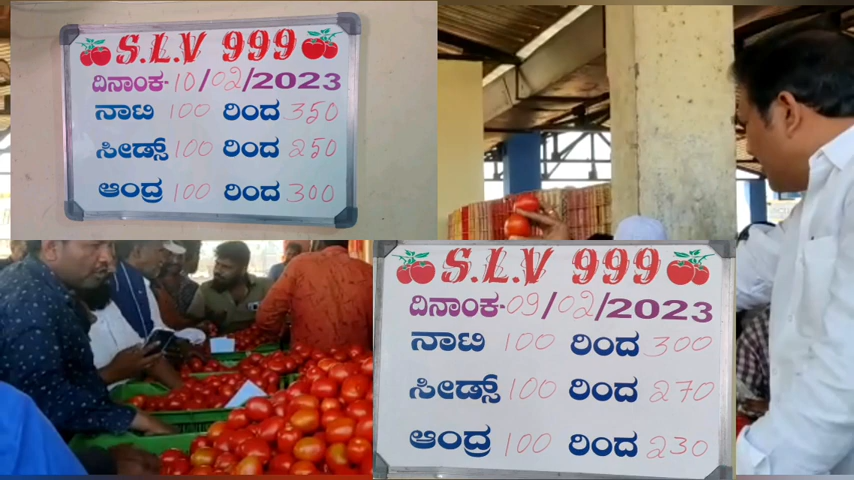 S.L.V 999
ದಿನಾಂಕ-10/02/2023
ನಾಟಿ 100 ರಿಂದ 350
ಸೀಡ್ಸ್ 100 ರಿಂದ 250
ಆಂಧ್ರ 100 ರಿಂದ 300
S.L.V 999
ದಿನಾಂಕ-09/02/2023
ನಾಟಿ 100 ರಿಂದ 300
ಸೀಡ್ಸ್ 100 ರಿಂದ 270
ಆಂಧ್ರ 100 ರಿಂದ 230